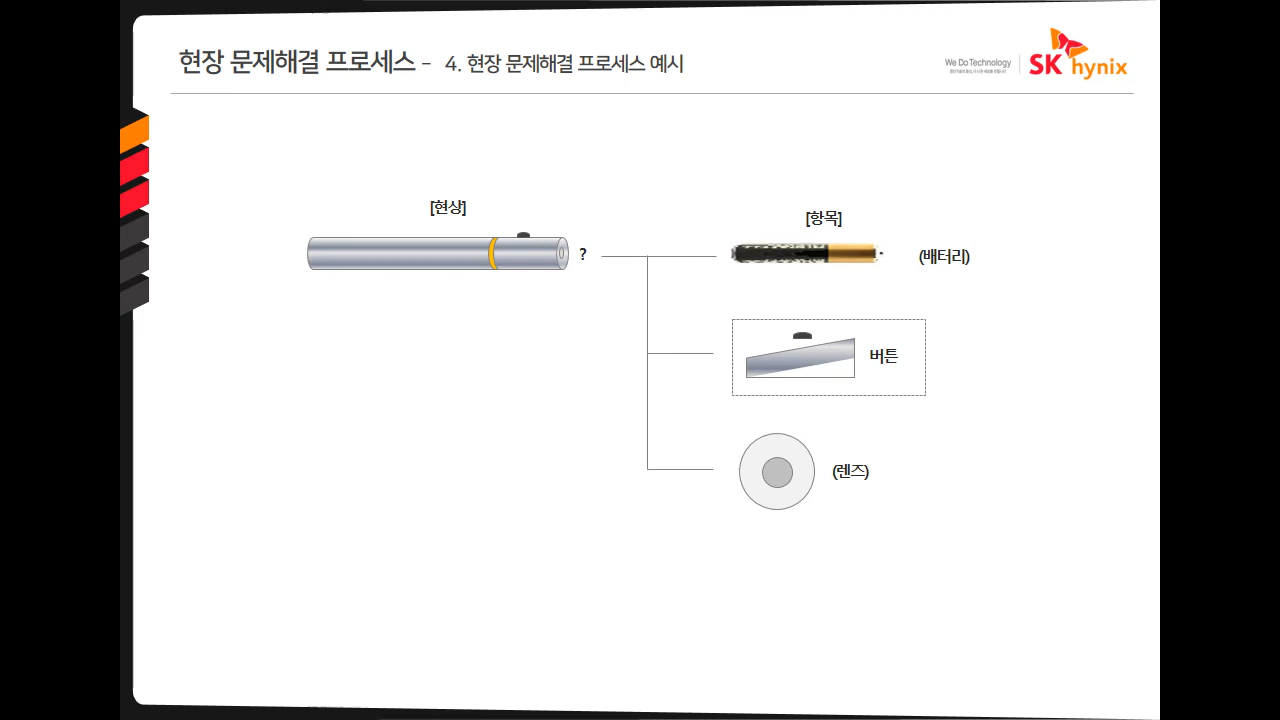 현장 문제해결 프로세스 - 4. 현장 문제해결 프로세스 예시
We Do Technology
SK hynix
[현상]
[항목]
?
(배터리)
버튼
(렌즈)